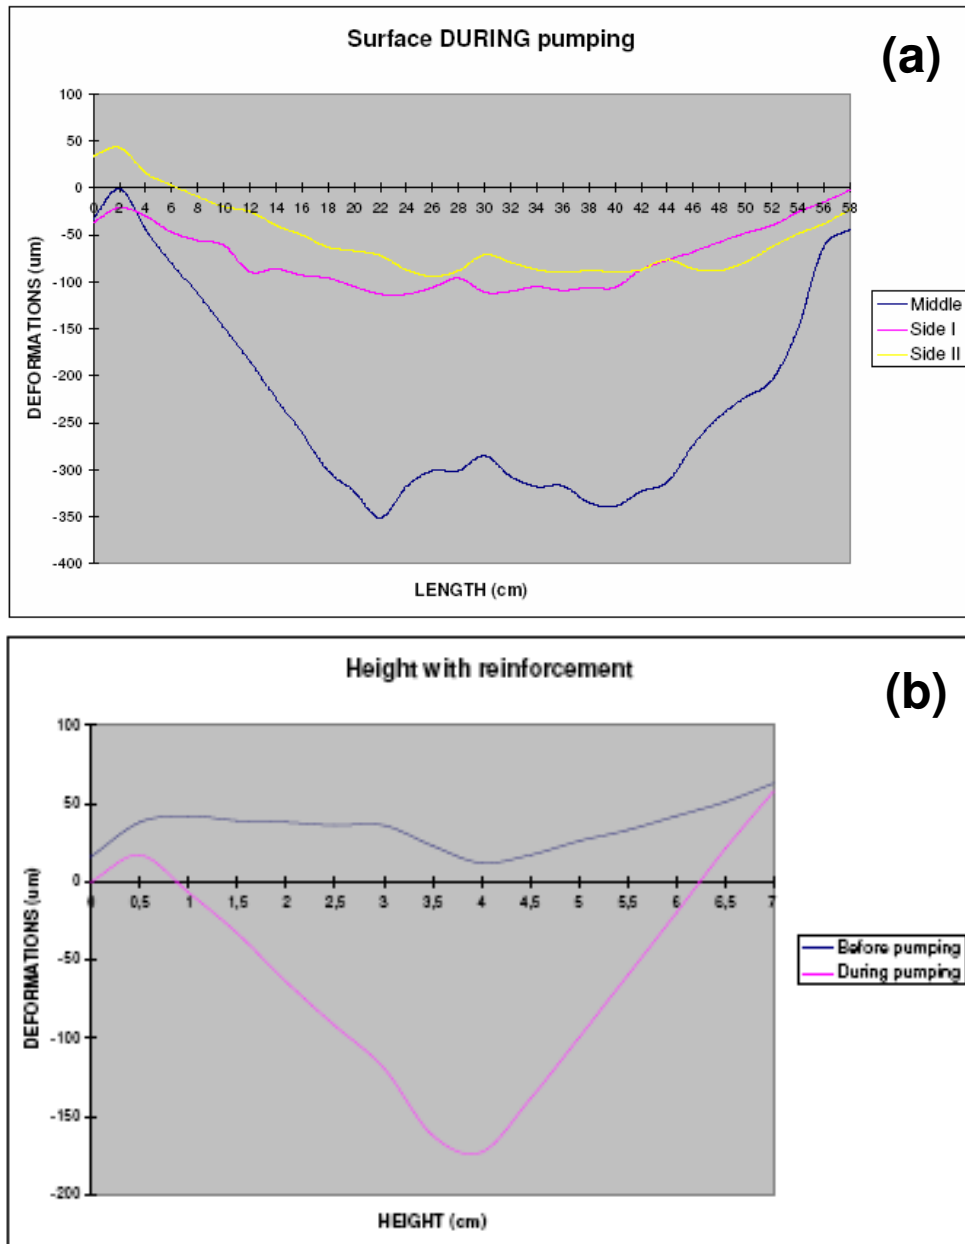 Surface DURING pumping
(a)
100
50
0
-50
-100
-150
-200
-250
-300
-350
-400
0 2 4 6 8 10 12 14 16 18 20 22 24 26 28 30 32 34 36 38 40 42 44 46 48 50 52 54 56 58
DEFORMATIONS (um)
LENGTH (cm)
Middle
Side I
Side II
Height with reinforcement
(b)
100
50
0
-50
-100
-150
-200
0 0,5 1 1,5 2 2,5 3 3,5 4 4,5 5 5,5 6 6,5 7
DEFORMATIONS (um)
HEIGHT (cm)
Before pumping
During pumping